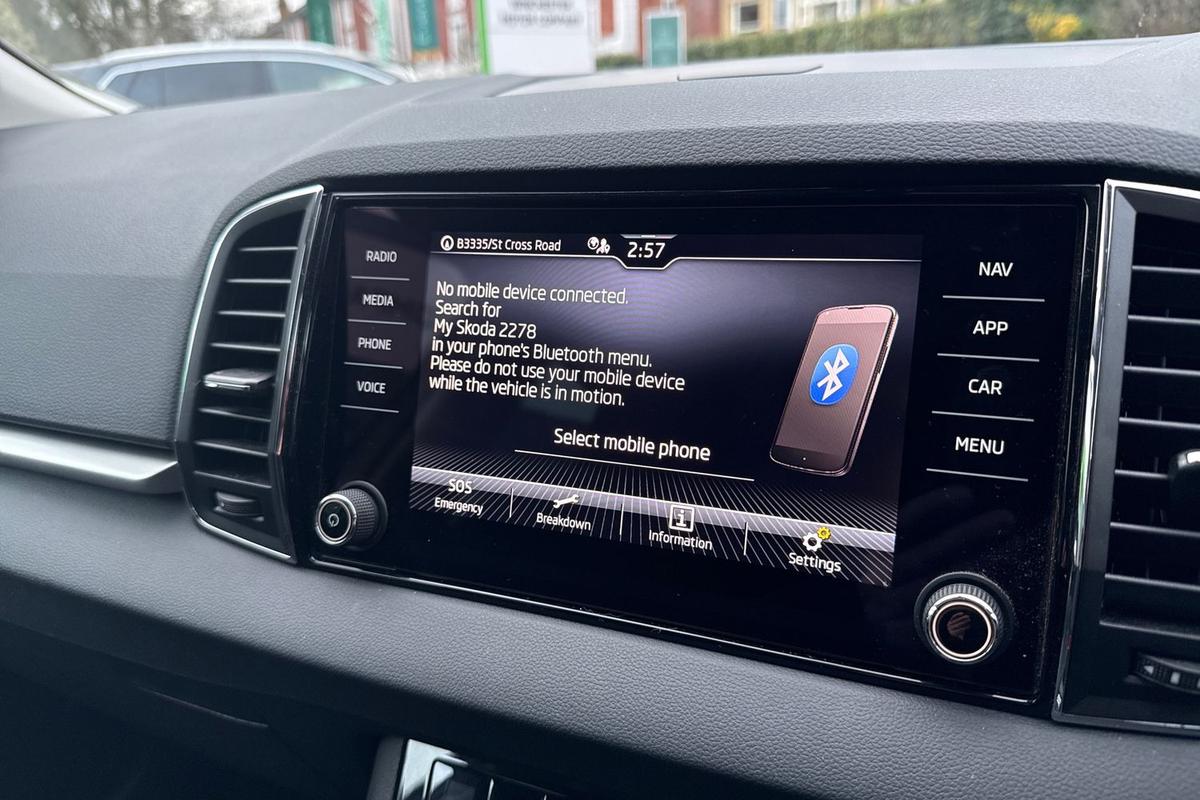 B3335/St Cross Road
2:57
RADIO
MEDIA
PHONE
VOICE
No mobile device connected.
Search for
My Skoda 2278
in your phone's Bluetooth menu.
Please do not use your mobile device
while the vehicle is in motion.
Select mobile phone
SOS
Emergency
Breakdown
Information
Settings
NAV
APP
CAR
MENU